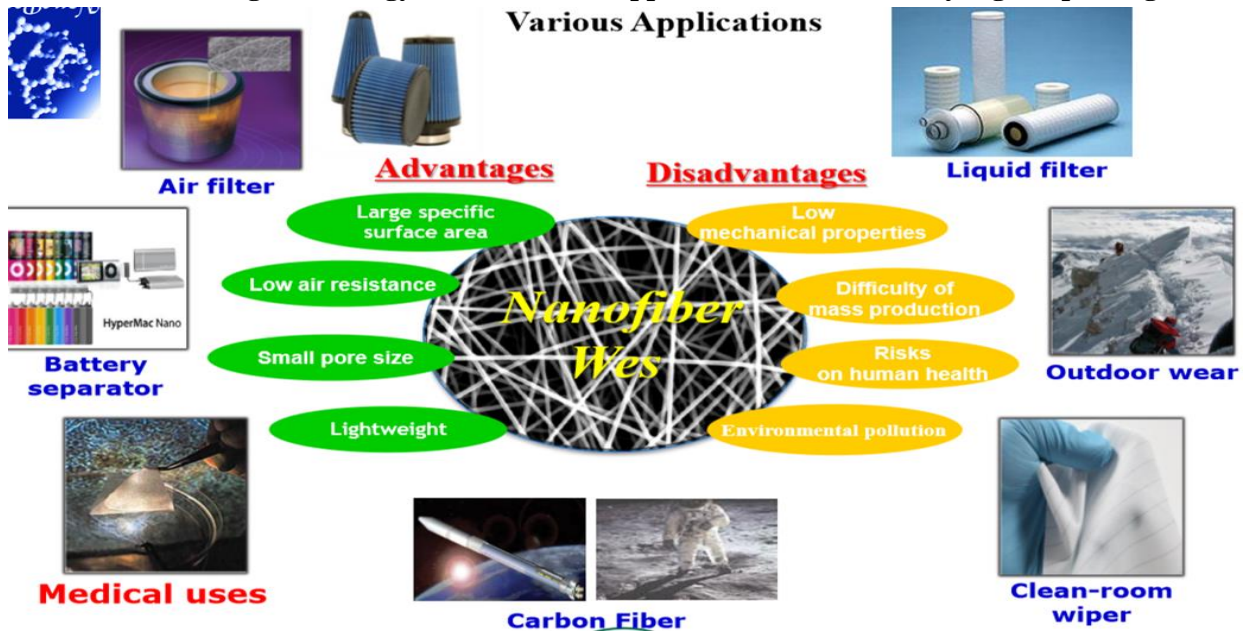 Various Applications
Air filter
Liquid filter
Advantages
Disadvantages
Large specific
surface area
Low
mechanical properties
Low air resistance
Difficulty of
mass production
HyperMac Nano
Nanofiber
Wes
Small pore size
Risks
on human health
Battery
separator
Outdoor wear
Lightweight
Environmental pollution
Medical uses
Carbon Fiber
Clean-room
wiper